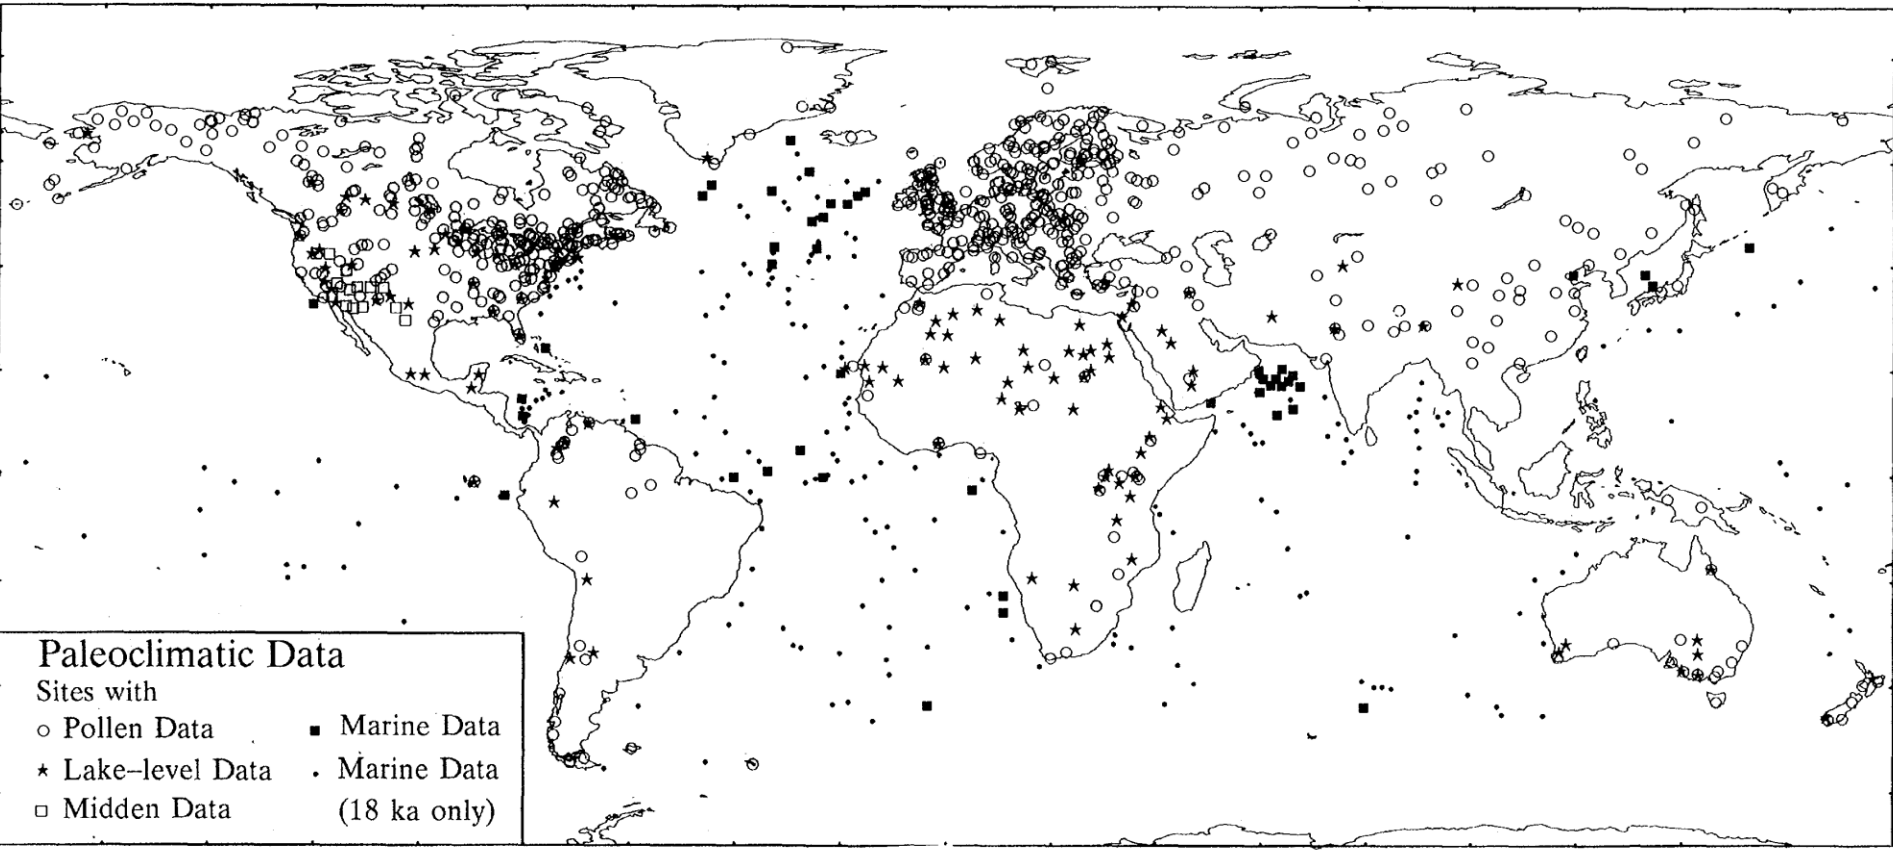 Paleoclimatic Data
Sites with
Pollen Data
Marine Data
Lake-level Data
Marine Data
Midden Data
(18 ka only)